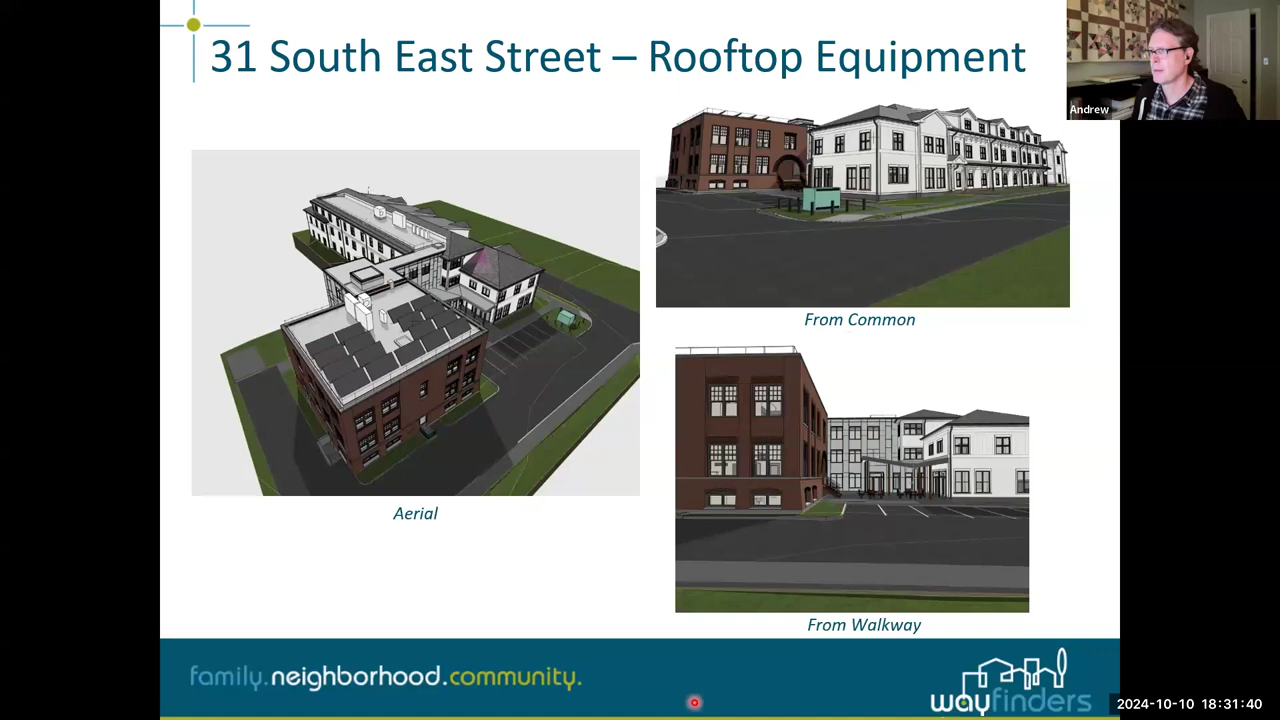 31 South East Street – Rooftop Equipment
Andrew
From Common
Aerial
From Walkway
family.neighborhood.community.
wayfinders
2024-10-10 18:31:40